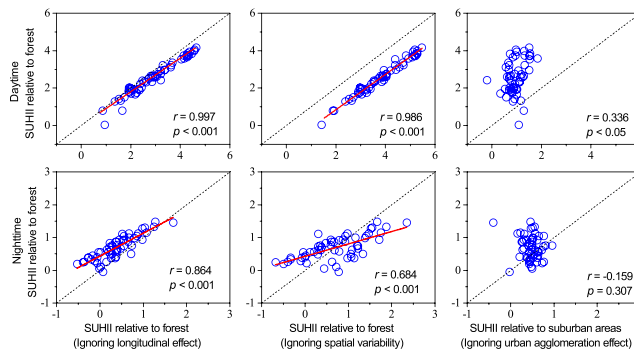 Daytime
SUHII relative to forest
6
4
2
0
r = 0.997
p < 0.001
0 2 4 6
r = 0.986
p < 0.001
0 2 4 6
r = 0.336
p < 0.05
0 2 4
Nighttime
SUHII relative to forest
3
2
1
0
-1
r = 0.864
p < 0.001
-1 0 1 2 3
SUHII relative to forest
(Ignoring longitudinal effect)
r = 0.684
p < 0.001
-1 0 1 2 3
SUHII relative to forest
(Ignoring spatial variability)
r = -0.159
p = 0.307
-1 0 1 2 3
SUHII relative to suburban areas
(Ignoring urban agglomeration effect)